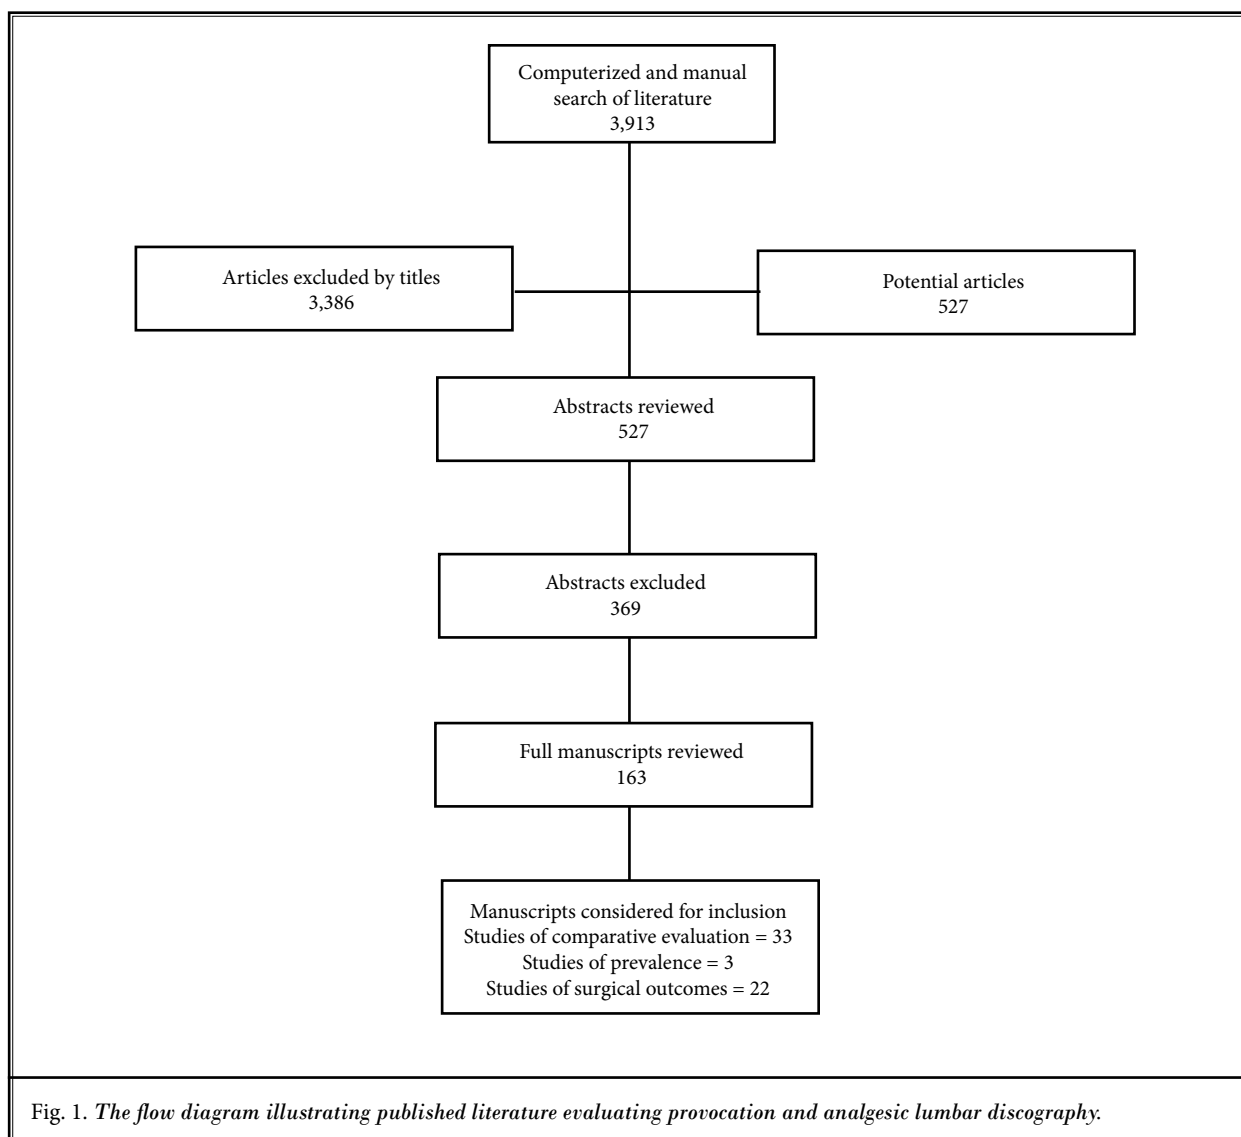 Computerized and manual
search of literature
3,913
Articles excluded by titles
3,386
Potential articles
527
Abstracts reviewed
527
Abstracts excluded
369
Full manuscripts reviewed
163
Manuscripts considered for inclusion
Studies of comparative evaluation = 33
Studies of prevalence = 3
Studies of surgical outcomes = 22
Fig. 1. The flow diagram illustrating published literature evaluating provocation and analgesic lumbar discography.